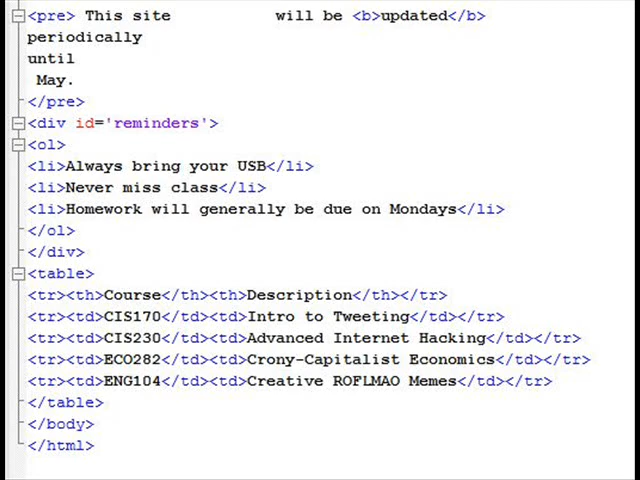 <pre> This site           will be <b>updated</b>
periodically
until
 May.
</pre>
<div id='reminders'>
<ol>
<li>Always bring your USB</li>
<li>Never miss class</li>
<li>Homework will generally be due on Mondays</li>
</ol>
</div>
<table>
<tr><th>Course</th><th>Description</th></tr>
<tr><td>CIS170</td><td>Intro to Tweeting</td></tr>
<tr><td>CIS230</td><td>Advanced Internet Hacking</td></tr>
<tr><td>ECO282</td><td>Crony-Capitalist Economics</td></tr>
<tr><td>ENG104</td><td>Creative ROFLMAO Memes</td></tr>
</table>
</body>
</html>